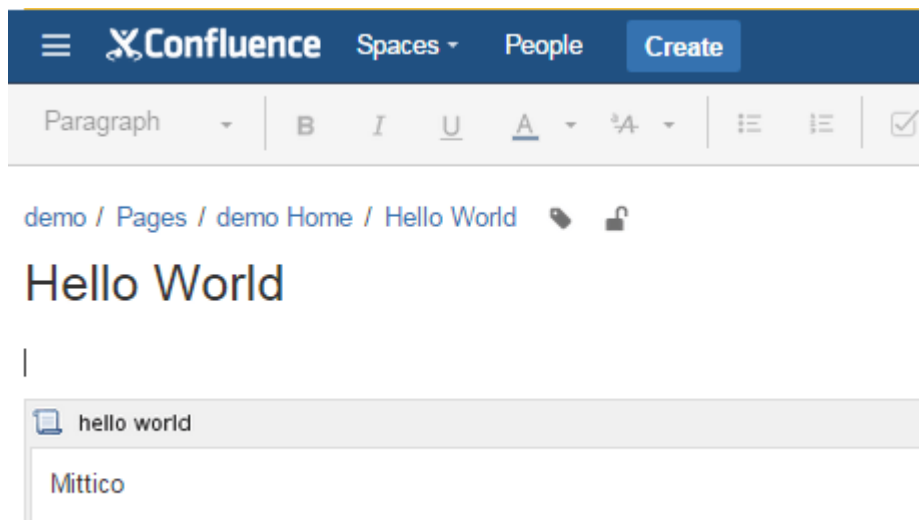 Confluence Spaces People Create
Paragraph B I U A
demo / Pages / demo Home / Hello World
Hello World
hello world
Mittico